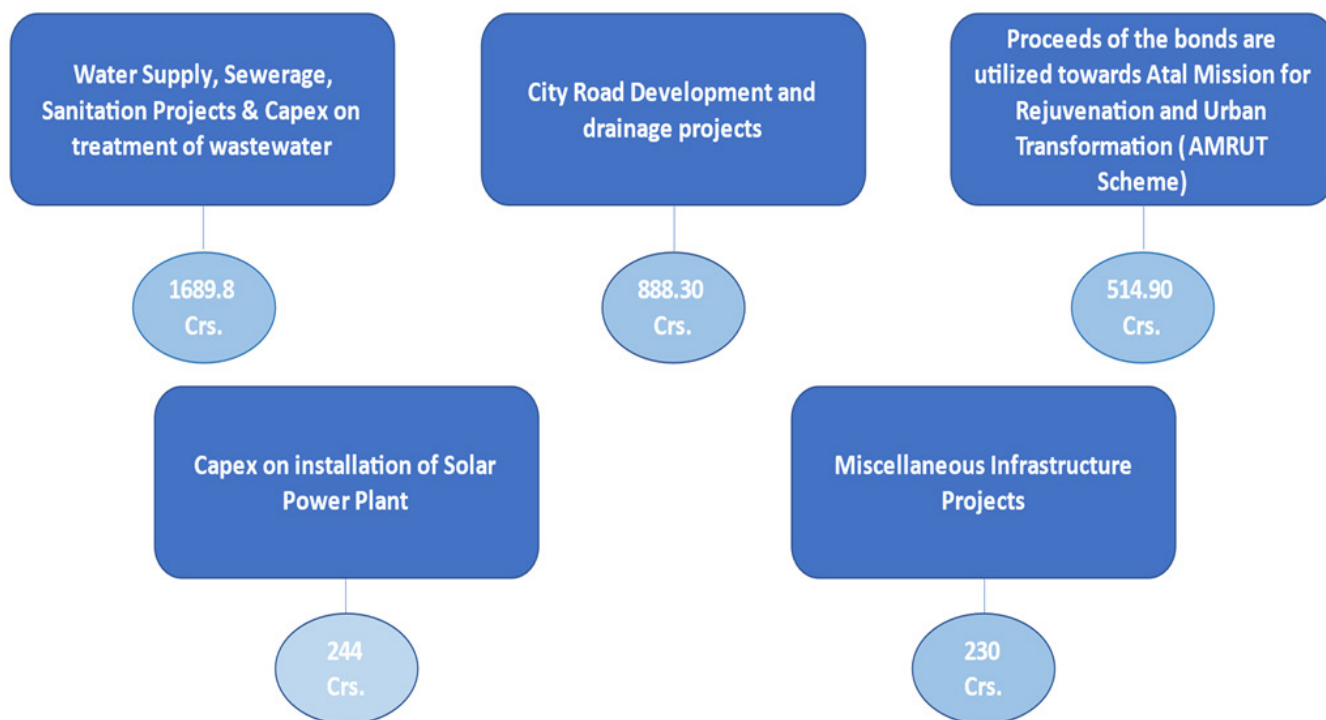 Water Supply, Sewerage,
Sanitation Projects & Capex on
treatment of wastewater
1689.8
Crs.
City Road Development and
drainage projects
888.30
Crs.
Proceeds of the bonds are
utilized towards Atal Mission for
Rejuvenation and Urban
Transformation ( AMRUT
Scheme)
514.90
Crs.
Capex on installation of Solar
Power Plant
244
Crs.
Miscellaneous Infrastructure
Projects
230
Crs.